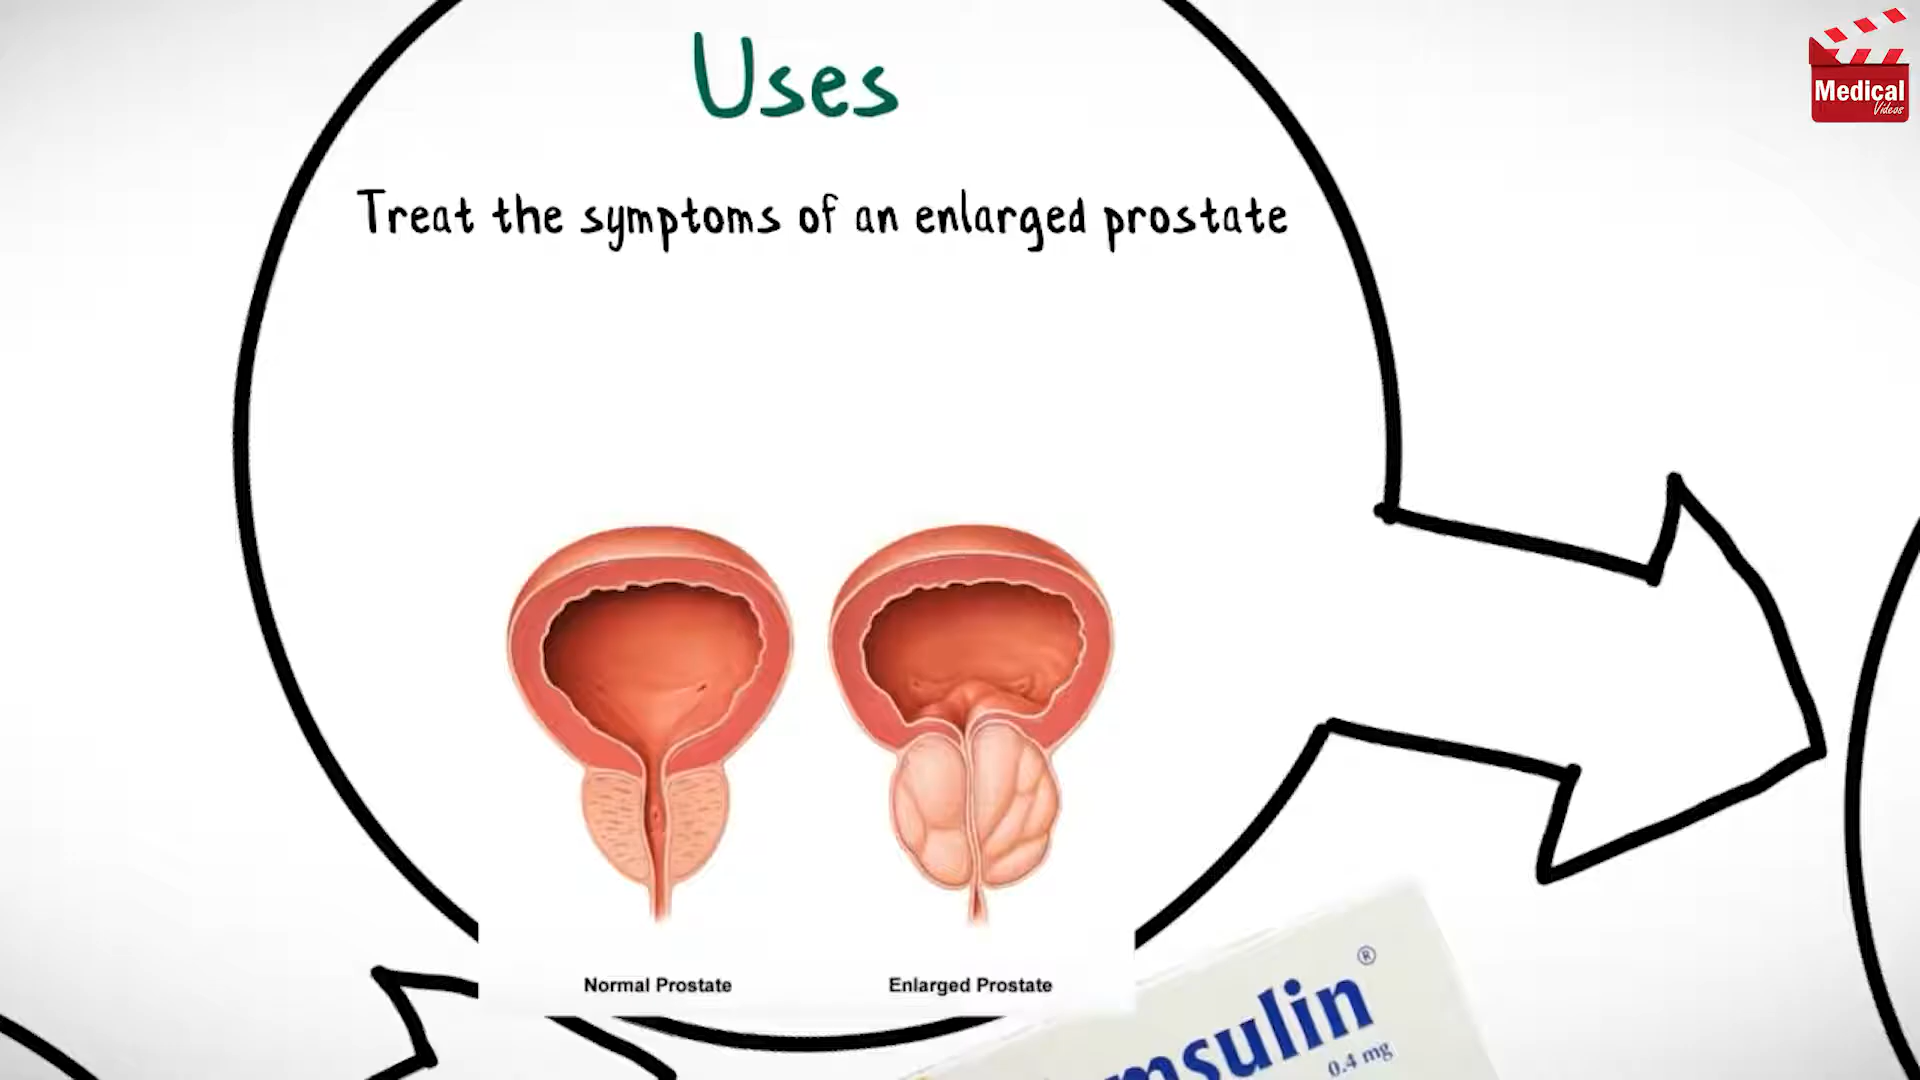 Uses
Medical
Videos
Treat the symptoms of an enlarged prostate
Normal Prostate
Enlarged Prostate
msulin®
0.4 mg